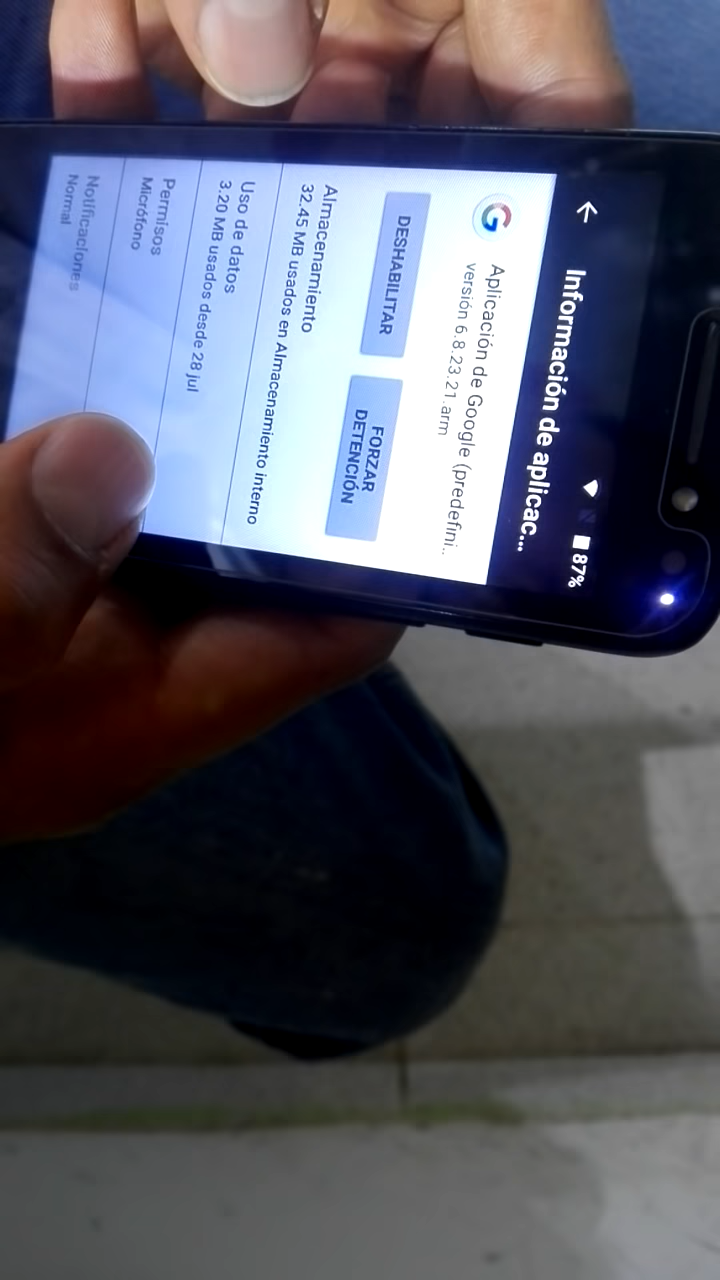 87%
Información de aplicac...
Aplicación de Google (predefini..
versión 6.8.23.21.arm
DESHABILITAR
FORZAR
DETENCIÓN
Almacenamiento
32.45 MB usados en Almacenamiento interno
Uso de datos
3.20 MB usados desde 28 jul
Permisos
Micrófono
Notificaciones
Normal